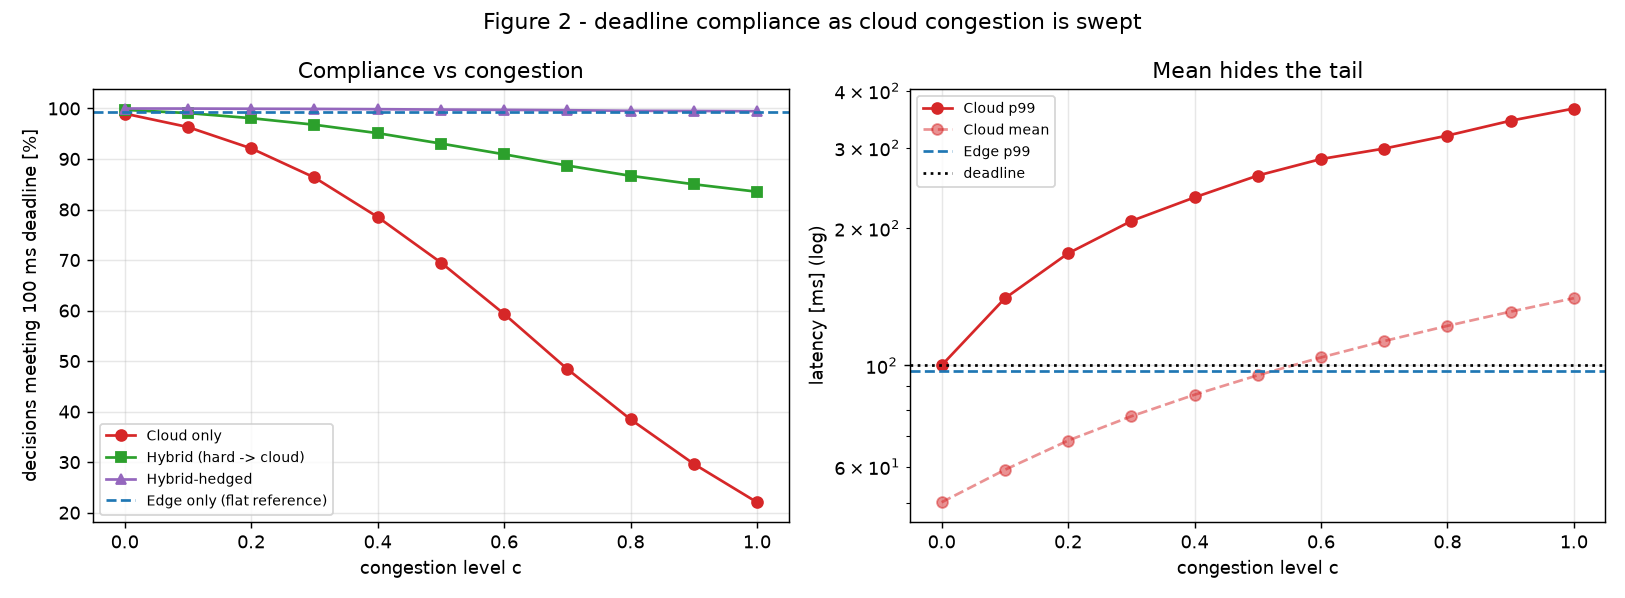 Figure 2 - deadline compliance as cloud congestion is swept
Compliance vs congestion
decisions meeting 100 ms deadline [%]
100
90
80
70
60
50
40
30
20
Cloud only
Hybrid (hard -> cloud)
Hybrid-hedged
Edge only (flat reference)
0.0 0.2 0.4 0.6 0.8 1.0
congestion level c
Mean hides the tail
latency [ms] (log)
4 × 10²
3 × 10²
2 × 10²
10²
6 × 10¹
Cloud p99
Cloud mean
Edge p99
deadline
0.0 0.2 0.4 0.6 0.8 1.0
congestion level c